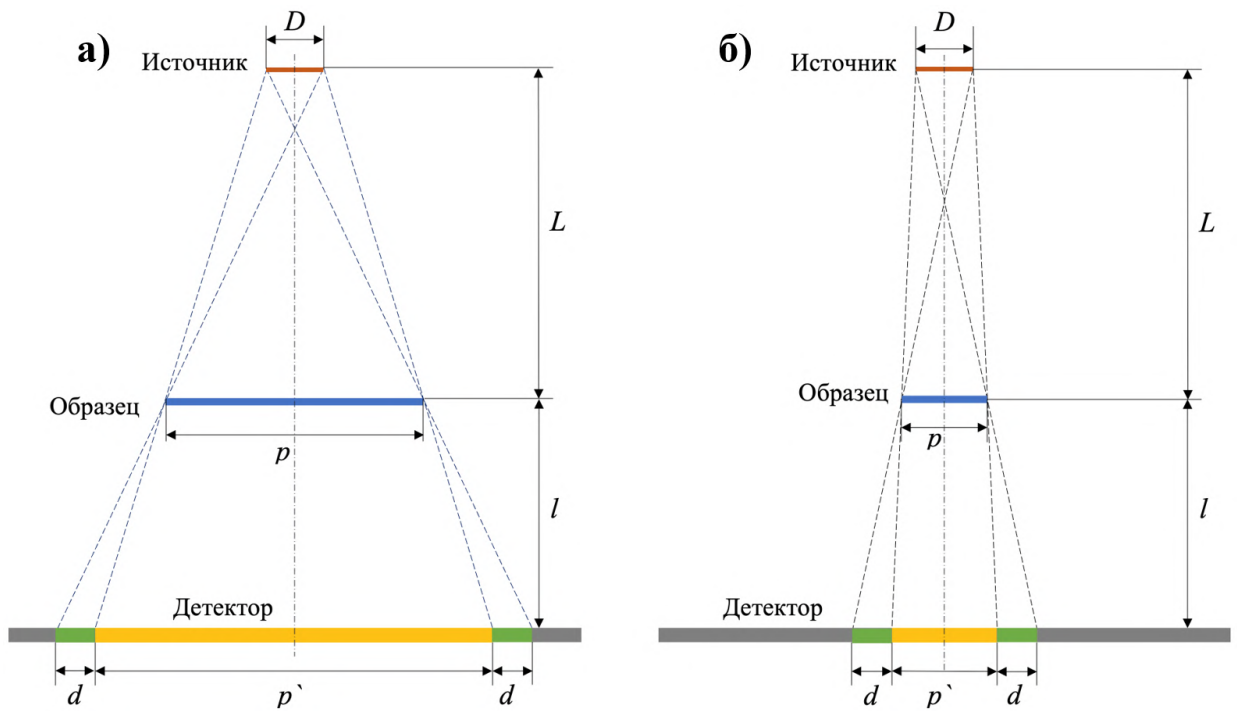 а)
D
Источник
L
Образец
p
l
Детектор
d
p`
d
б)
D
Источник
L
Образец
p
l
Детектор
d
p`
d